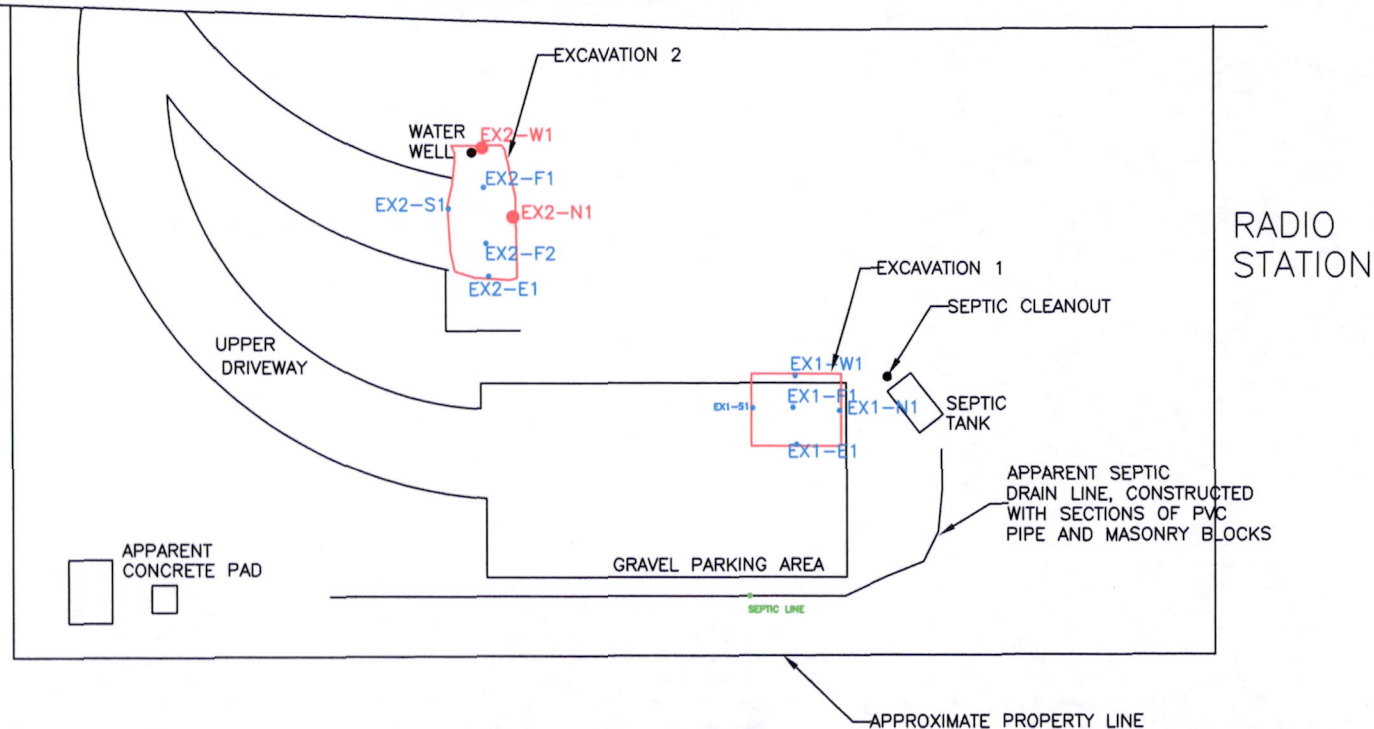 EXCAVATION 2
WATER
WELL
EX2-W1
EX2-F1
EX2-S1
EX2-N1
EX2-F2
EX2-E1
RADIO
STATION
EXCAVATION 1
SEPTIC CLEANOUT
UPPER
DRIVEWAY
EX1-W1
EX1-S1
EX1-F1
EX1-N1
SEPTIC
TANK
EX1-E1
APPARENT SEPTIC
DRAIN LINE, CONSTRUCTED
WITH SECTIONS OF PVC
PIPE AND MASONRY BLOCKS
APPARENT
CONCRETE PAD
GRAVEL PARKING AREA
SEPTIC LINE
APPROXIMATE PROPERTY LINE